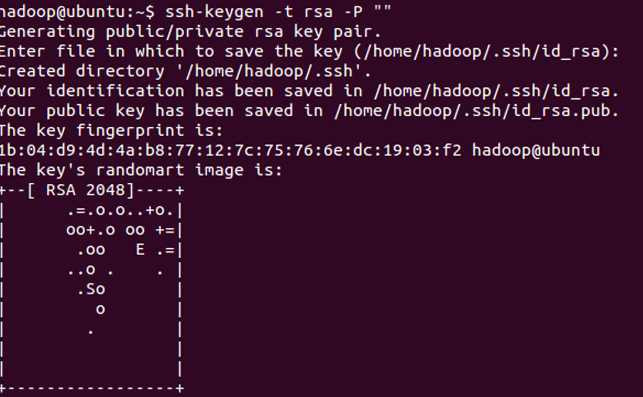 hadoop@ubuntu:~$ ssh-keygen -t rsa -P ""
Generating public/private rsa key pair.
Enter file in which to save the key (/home/hadoop/.ssh/id_rsa):
Created directory '/home/hadoop/.ssh'.
Your identification has been saved in /home/hadoop/.ssh/id_rsa.
Your public key has been saved in /home/hadoop/.ssh/id_rsa.pub.
The key fingerprint is:
1b:04:d9:4d:4a:b8:77:12:7c:75:76:6e:dc:19:03:f2 hadoop@ubuntu
The key's randomart image is:
+--[ RSA 2048]----+
|      .=.o.o..+o.|
|      oo+.o oo +=|
|       .oo   E .=|
|      ..o .    . |
|       .So       |
|         o       |
|        .        |
|                 |
|                 |
+-----------------+